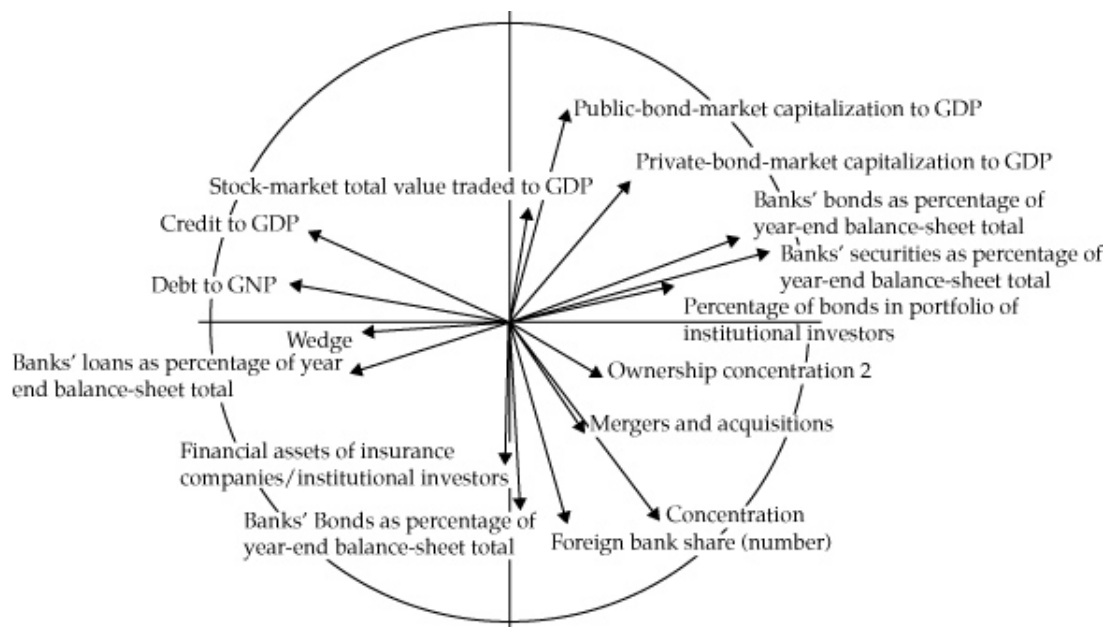 Public-bond-market capitalization to GDP
Private-bond-market capitalization to GDP
Stock-market total value traded to GDP
Banks’ bonds as percentage of
year-end balance-sheet total
Credit to GDP
Banks’ securities as percentage of
year-end balance-sheet total
Debt to GNP
Percentage of bonds in portfolio of
institutional investors
Wedge
Banks’ loans as percentage of year
end balance-sheet total
Ownership concentration 2
Mergers and acquisitions
Financial assets of insurance
companies/institutional investors
Banks’ Bonds as percentage of
year-end balance-sheet total
Concentration
Foreign bank share (number)